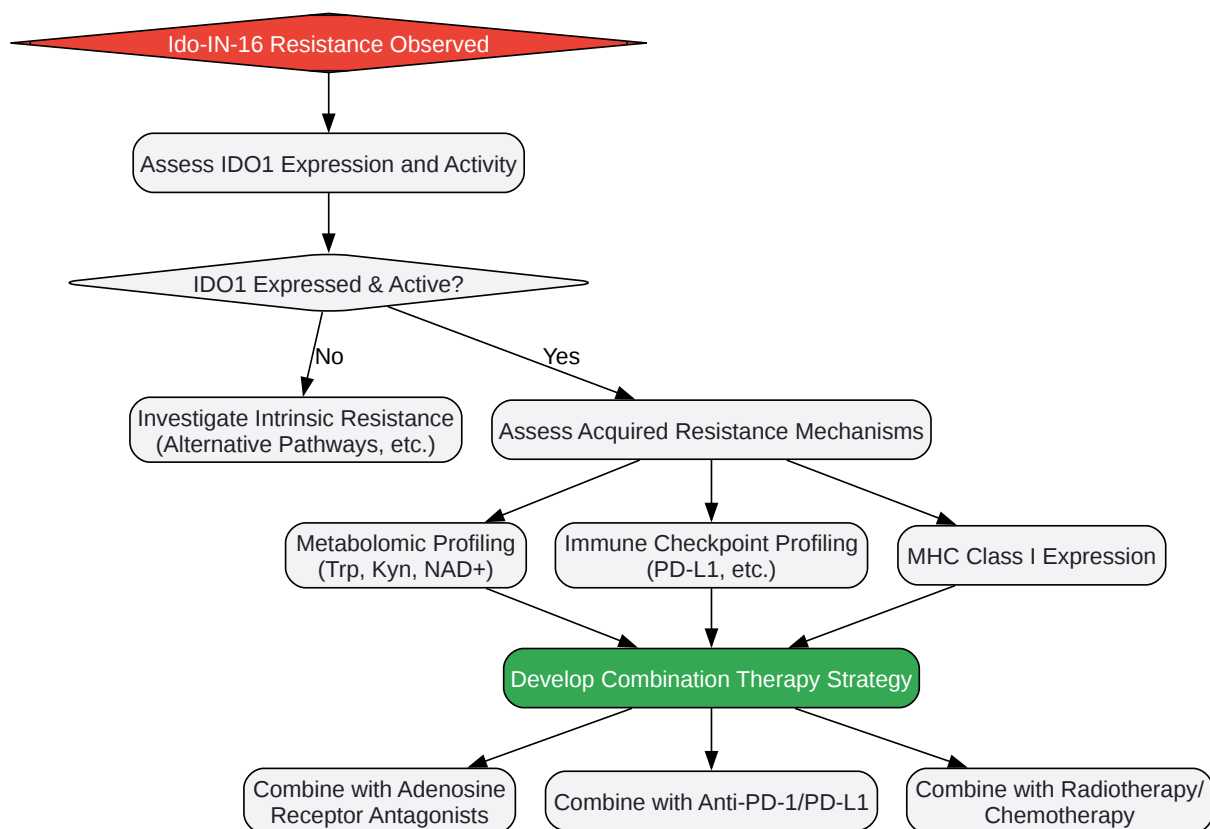 Ido-IN-16 Resistance Observed
Assess IDO1 Expression and Activity
IDO1 Expressed & Active?
No
Yes
Investigate Intrinsic Resistance
(Alternative Pathways, etc.)
Assess Acquired Resistance Mechanisms
Metabolomic Profiling
(Trp, Kyn, NAD+)
Immune Checkpoint Profiling
(PD-L1, etc.)
MHC Class I Expression
Develop Combination Therapy Strategy
Combine with Adenosine
Receptor Antagonists
Combine with Anti-PD-1/PD-L1
Combine with Radiotherapy/
Chemotherapy